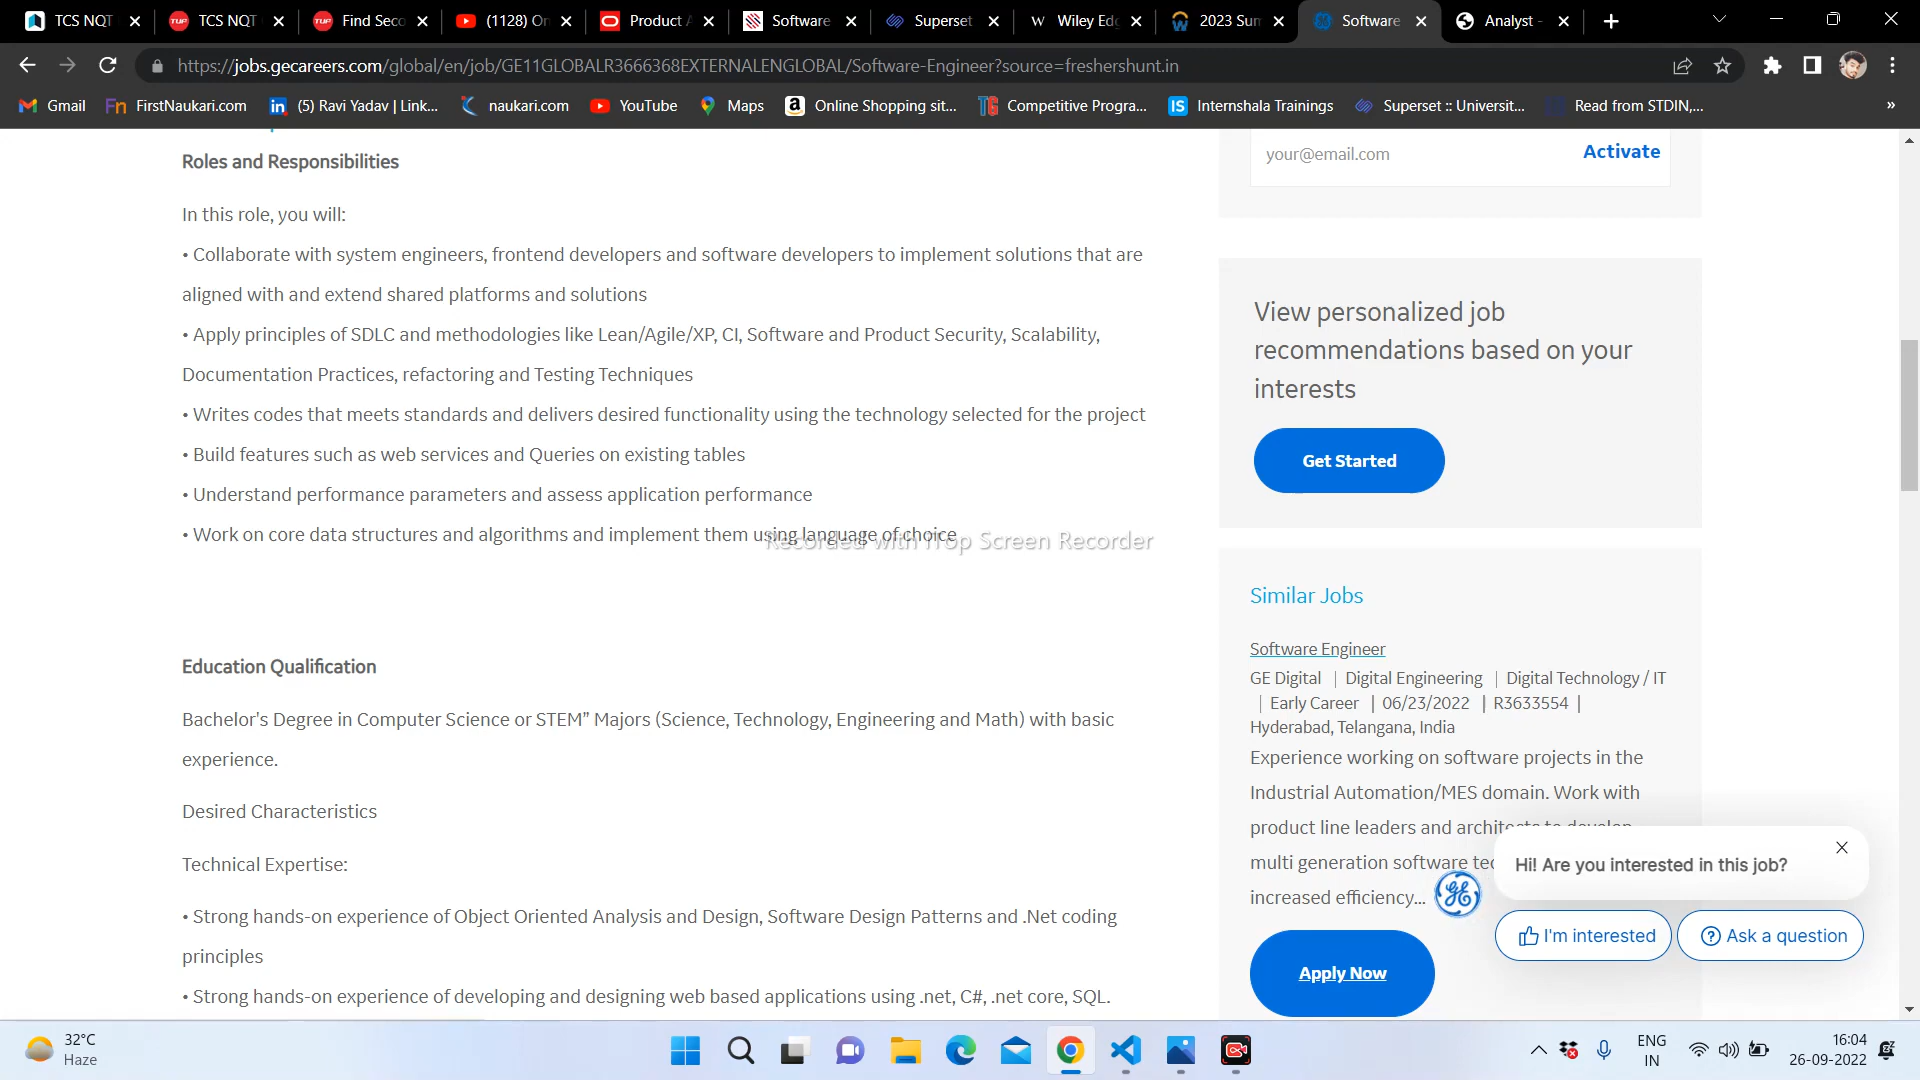 TCS NQT
TCS NQT
Find Seco
(1128) On
Product A
Software
Superset
Wiley Edg
2023 Sum
Software
Analyst -
https://jobs.gecareers.com/global/en/job/GE11GLOBALR3666368EXTERNALENGLOBAL/Software-Engineer?source=freshershunt.in
Gmail
FirstNaukari.com
(5) Ravi Yadav | Link...
naukari.com
YouTube
Maps
Online Shopping sit...
Competitive Progra...
Internshala Trainings
Superset :: Universit...
Read from STDIN,...
»
Roles and Responsibilities
In this role, you will:
• Collaborate with system engineers, frontend developers and software developers to implement solutions that are
aligned with and extend shared platforms and solutions
• Apply principles of SDLC and methodologies like Lean/Agile/XP, CI, Software and Product Security, Scalability,
Documentation Practices, refactoring and Testing Techniques
• Writes codes that meets standards and delivers desired functionality using the technology selected for the project
• Build features such as web services and Queries on existing tables
• Understand performance parameters and assess application performance
• Work on core data structures and algorithms and implement them using language of choice
Recorded with iTop Screen Recorder
Education Qualification
Bachelor's Degree in Computer Science or STEM” Majors (Science, Technology, Engineering and Math) with basic
experience.
Desired Characteristics
Technical Expertise:
• Strong hands-on experience of Object Oriented Analysis and Design, Software Design Patterns and .Net coding
principles
• Strong hands-on experience of developing and designing web based applications using .net, C#, .net core, SQL.
your@email.com
Activate
View personalized job
recommendations based on your
interests
Get Started
Similar Jobs
Software Engineer
GE Digital | Digital Engineering | Digital Technology / IT
| Early Career | 06/23/2022 | R3633554 |
Hyderabad, Telangana, India
Experience working on software projects in the
Industrial Automation/MES domain. Work with
product line leaders and architects to develop
multi generation software tec
increased efficiency...
Apply Now
Hi! Are you interested in this job?
I'm interested
Ask a question
32°C
Haze
ENG
IN
16:04
26-09-2022